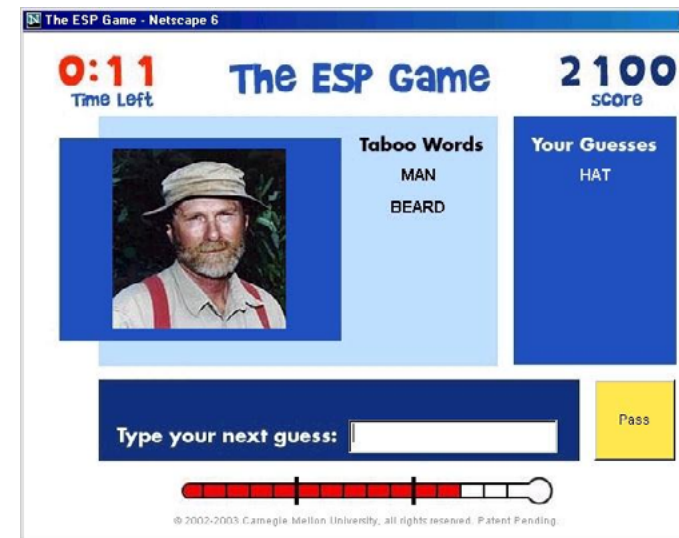 The ESP Game - Netscape 6
0:11
Time Left
The ESP Game
2100
score
Taboo Words
MAN
BEARD
Your Guesses
HAT
Type your next guess:
Pass
© 2002-2003 Carnegie Mellon University, all rights reserved. Patent Pending.